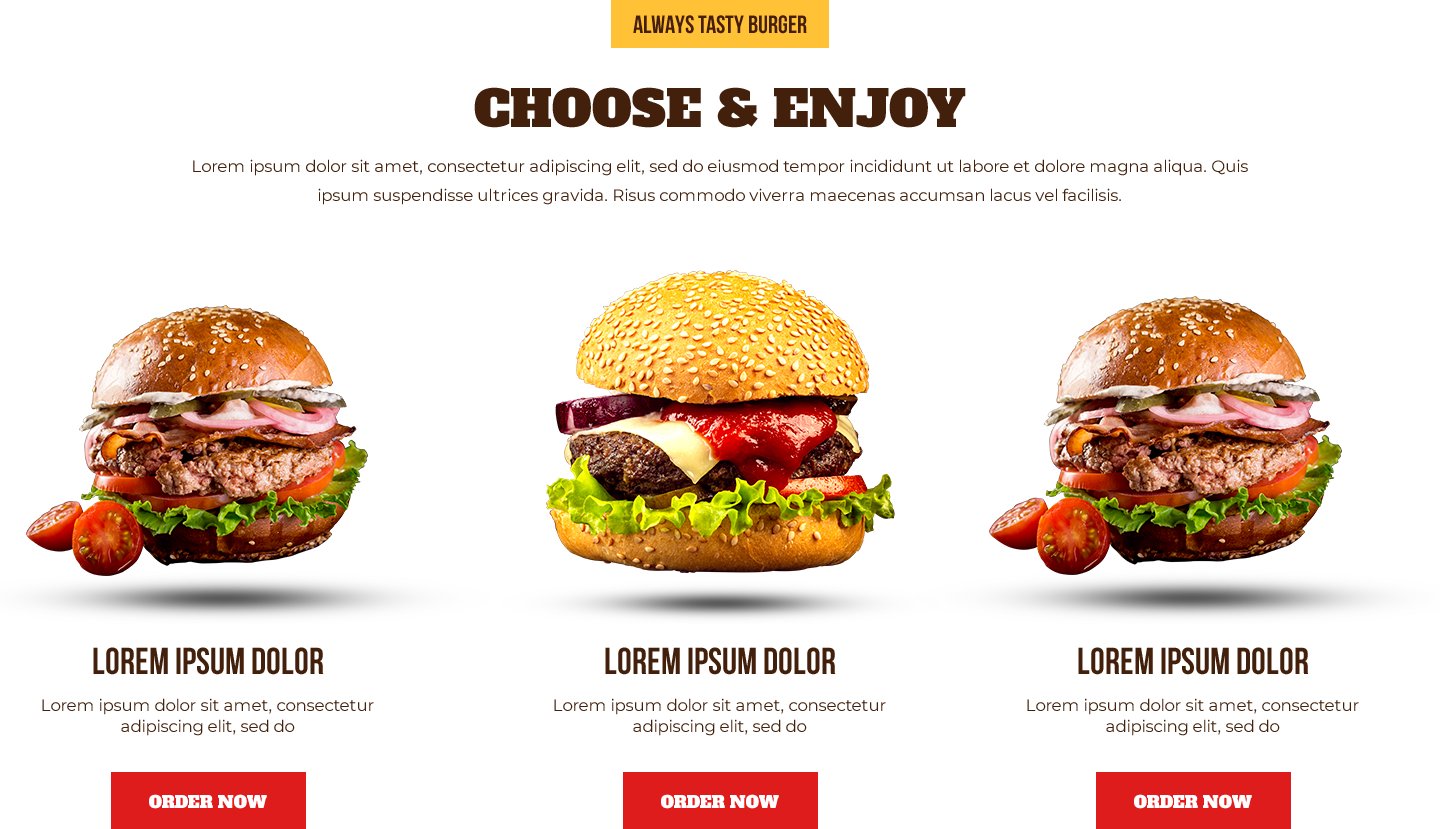 ALWAYS TASTY BURGER
CHOOSE & ENJOY
Lorem ipsum dolor sit amet, consectetur adipiscing elit, sed do eiusmod tempor incididunt ut labore et dolore magna aliqua. Quis
ipsum suspendisse ultrices gravida. Risus commodo viverra maecenas accumsan lacus vel facilisis.
LOREM IPSUM DOLOR
Lorem ipsum dolor sit amet, consectetur
adipiscing elit, sed do
ORDER NOW
LOREM IPSUM DOLOR
Lorem ipsum dolor sit amet, consectetur
adipiscing elit, sed do
ORDER NOW
LOREM IPSUM DOLOR
Lorem ipsum dolor sit amet, consectetur
adipiscing elit, sed do
ORDER NOW